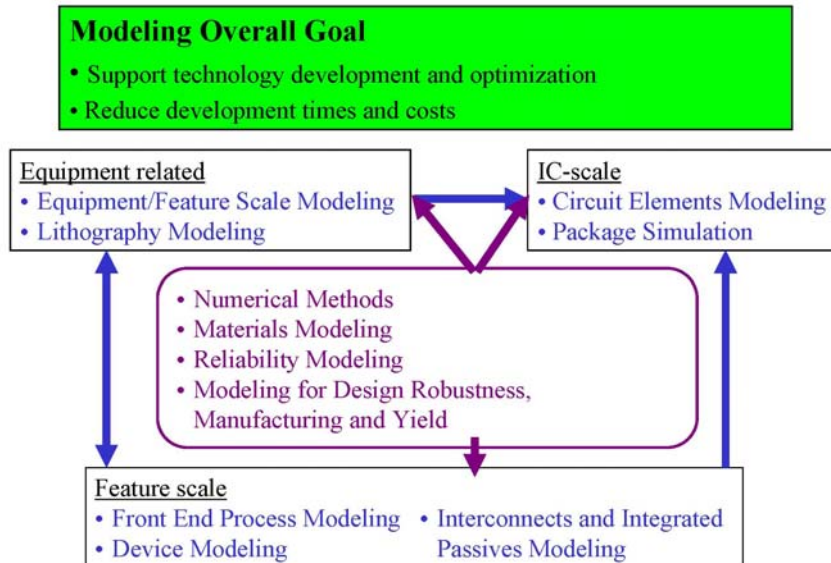 Modeling Overall Goal
• Support technology development and optimization
• Reduce development times and costs
Equipment related
• Equipment/Feature Scale Modeling
• Lithography Modeling
IC-scale
• Circuit Elements Modeling
• Package Simulation
• Numerical Methods
• Materials Modeling
• Reliability Modeling
• Modeling for Design Robustness,
Manufacturing and Yield
Feature scale
• Front End Process Modeling
• Device Modeling
• Interconnects and Integrated
Passives Modeling